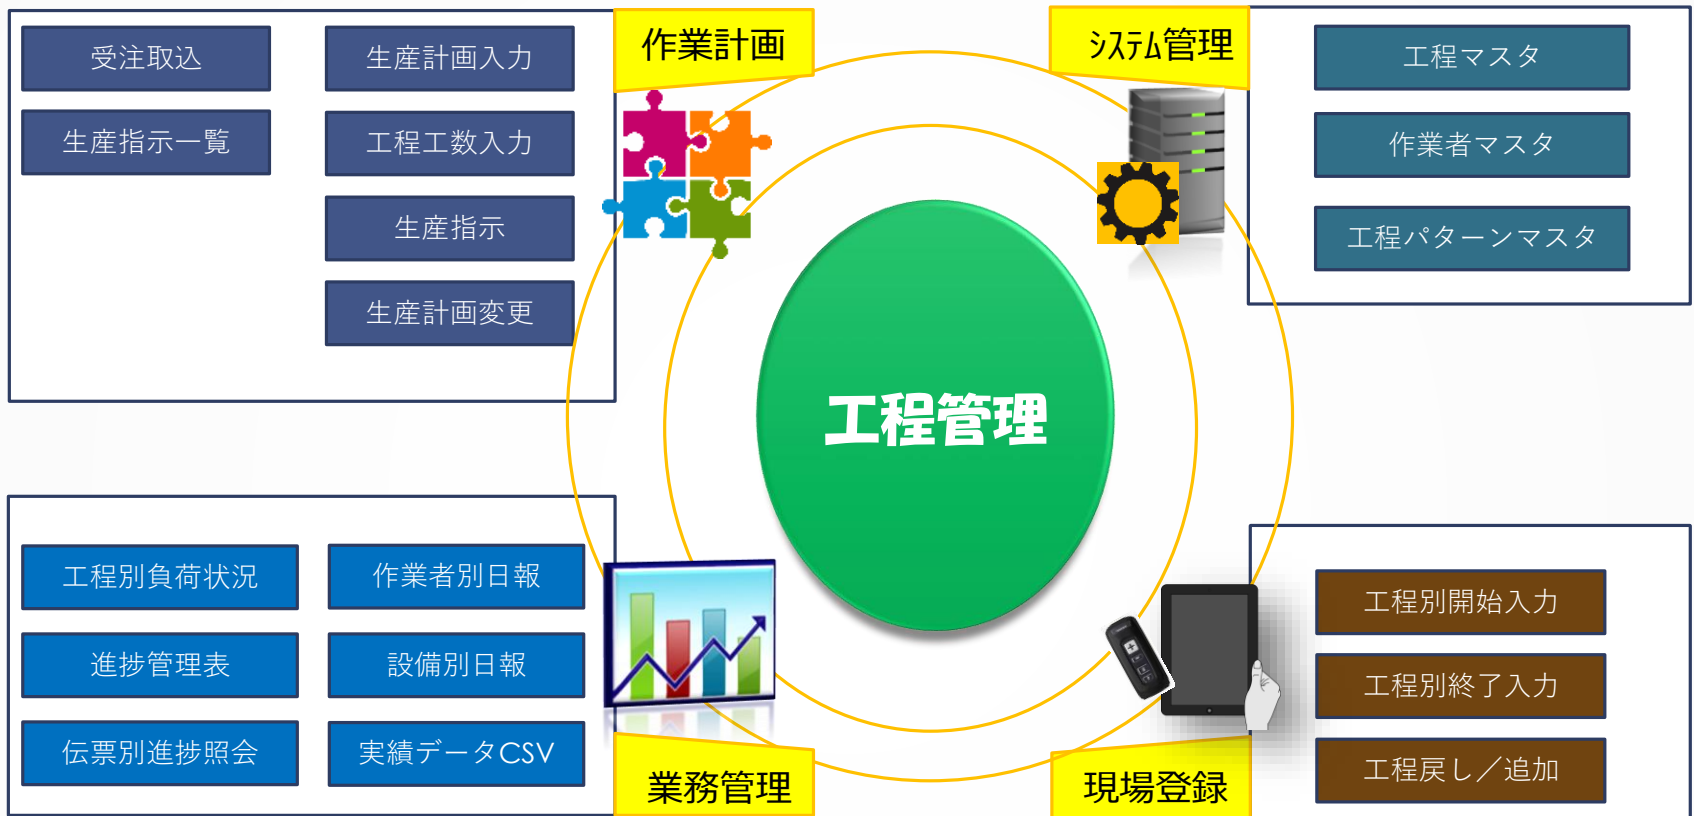 作業計画
受注取込
生産指示一覧
生産計画入力
工程工数入力
生産指示
生産計画変更
システム管理
工程マスタ
作業者マスタ
工程パターンマスタ
工程管理
業務管理
工程別負荷状況
進捗管理表
伝票別進捗照会
作業者別日報
設備別日報
実績データCSV
現場登録
工程別開始入力
工程別終了入力
工程戻し／追加